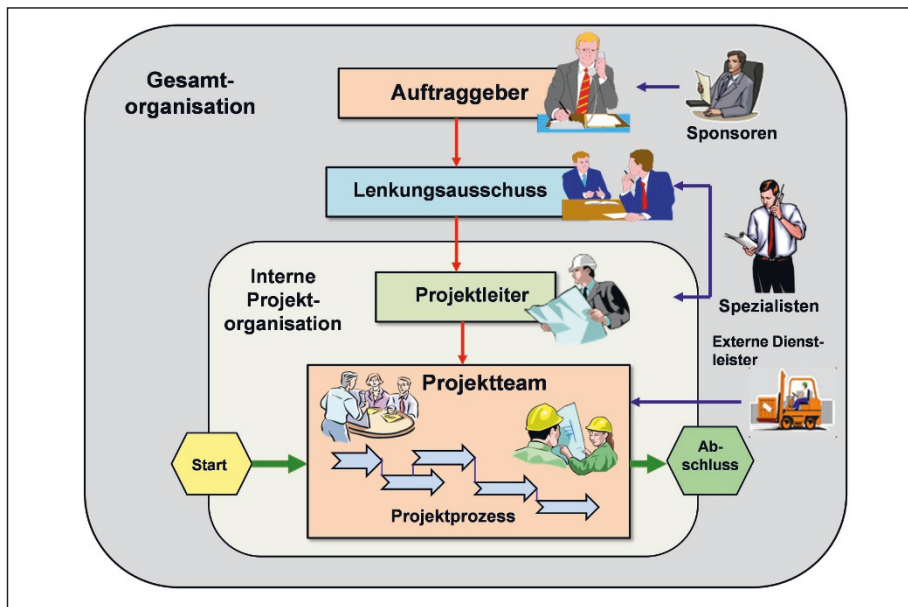 Gesamt-
organisation
Auftraggeber
Sponsoren
Lenkungsausschuss
Spezialisten
Interne
Projekt-
organisation
Projektleiter
Externe Dienst-
leister
Projektteam
Start
Projektprozess
Ab-
schluss